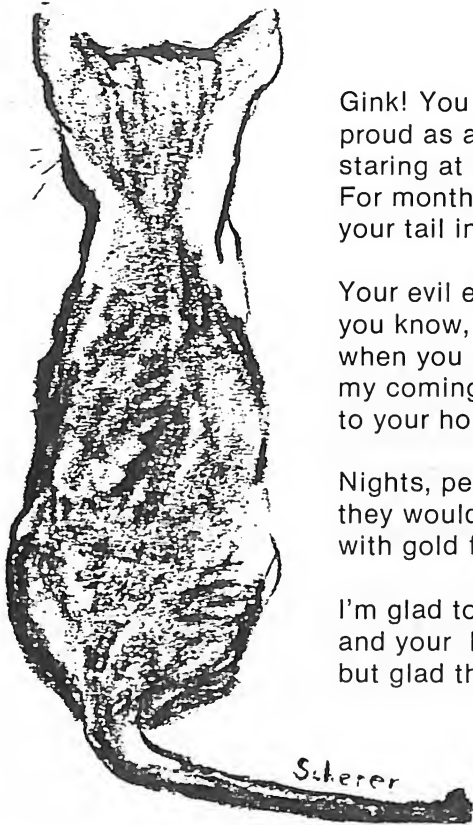 Gink! You
proud as a
staring at
For month
your tail in

Your evil e
you know,
when you
my coming
to your ho

Nights, pe
they would
with gold f

I'm glad to
and your
but glad th

Scherer